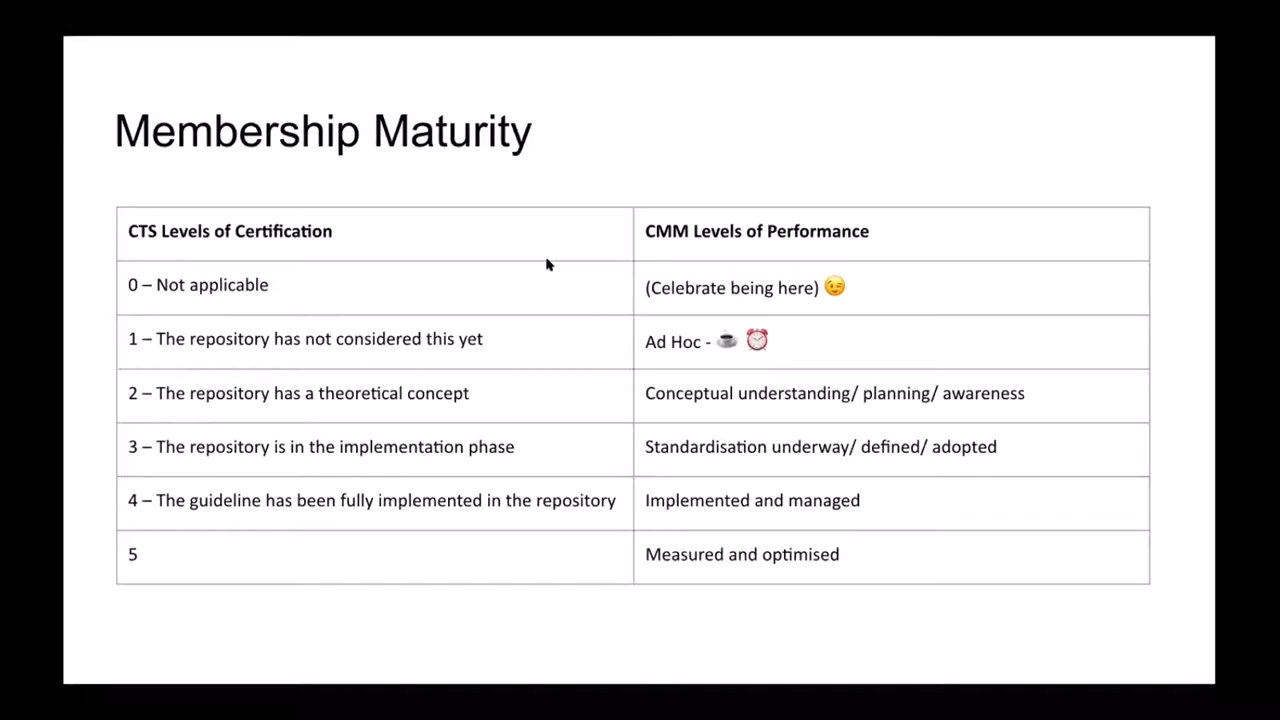 Membership Maturity
CTS Levels of Certification
CMM Levels of Performance
0 – Not applicable
(Celebrate being here) 😉
1 – The repository has not considered this yet
Ad Hoc - ☕ ⏰
2 – The repository has a theoretical concept
Conceptual understanding/ planning/ awareness
3 – The repository is in the implementation phase
Standardisation underway/ defined/ adopted
4 – The guideline has been fully implemented in the repository
Implemented and managed
5
Measured and optimised